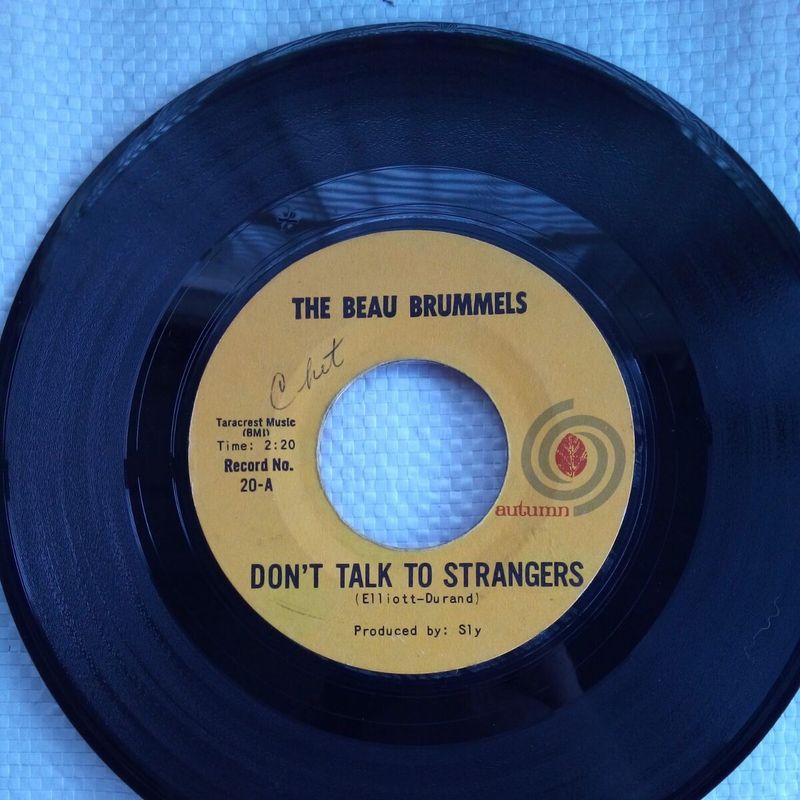 THE BEAU BRUMMELS
Chet
Taracrest Music
(BMI)
Time: 2:20
Record No.
20-A
autumn
DON'T TALK TO STRANGERS
(Elliott-Durand)
Produced by: Sly